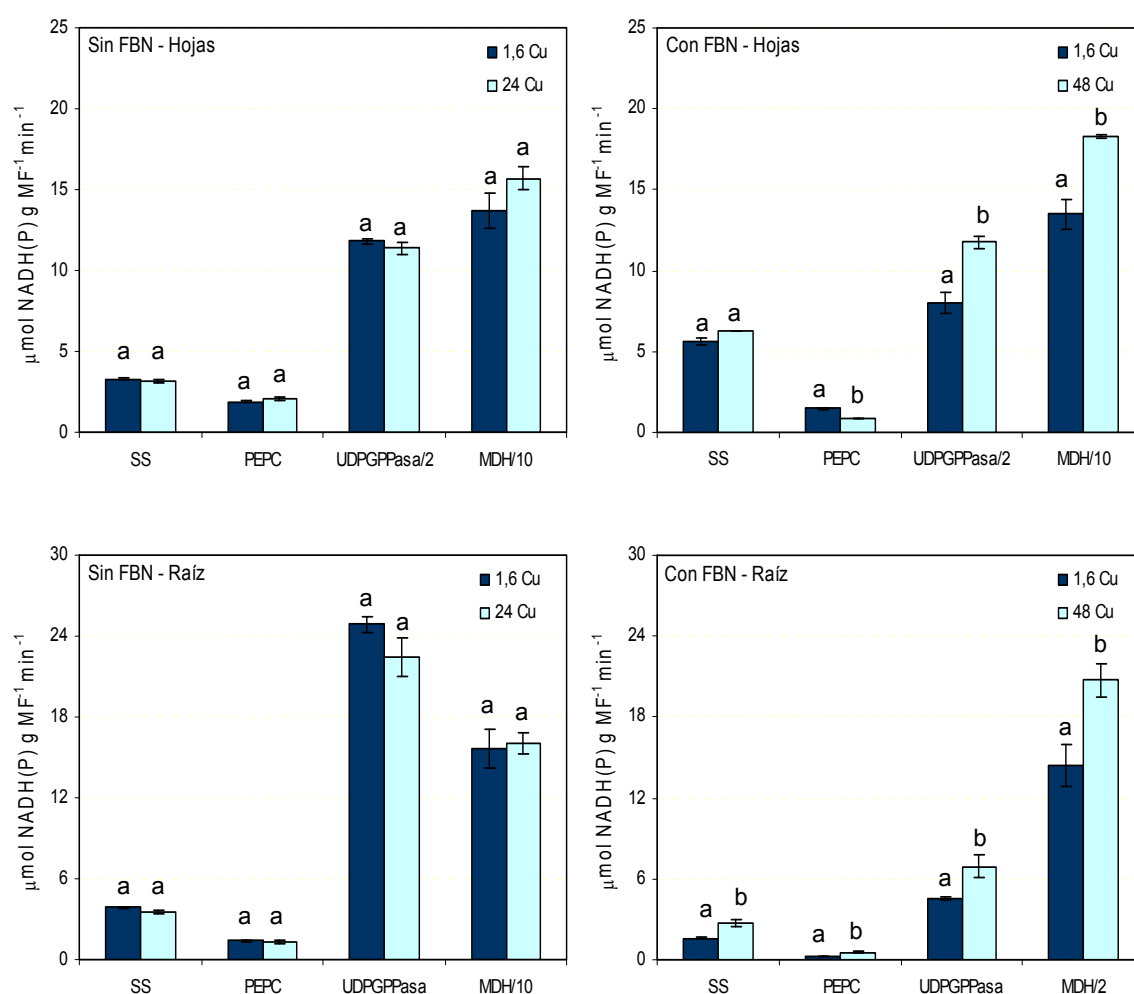 Sin FBN - Hojas
1,6 Cu
24 Cu
μmol NADH(P) g MF⁻¹ min⁻¹
25
20
15
10
5
0
a a
a a
a a
a a
SS PEPC UDPGPPasa/2 MDH/10
Con FBN - Hojas
1,6 Cu
48 Cu
μmol NADH(P) g MF⁻¹ min⁻¹
25
20
15
10
5
0
a a
a b
a b
a b
SS PEPC UDPGPPasa/2 MDH/10
Sin FBN - Raíz
1,6 Cu
24 Cu
μmol NADH(P) g MF⁻¹ min⁻¹
30
24
18
12
6
0
a a
a a
a a
a a
SS PEPC UDPGPPasa MDH/10
Con FBN - Raíz
1,6 Cu
48 Cu
μmol NADH(P) g MF⁻¹ min⁻¹
30
24
18
12
6
0
a b
a b
a b
a b
SS PEPC UDPGPPasa MDH/2